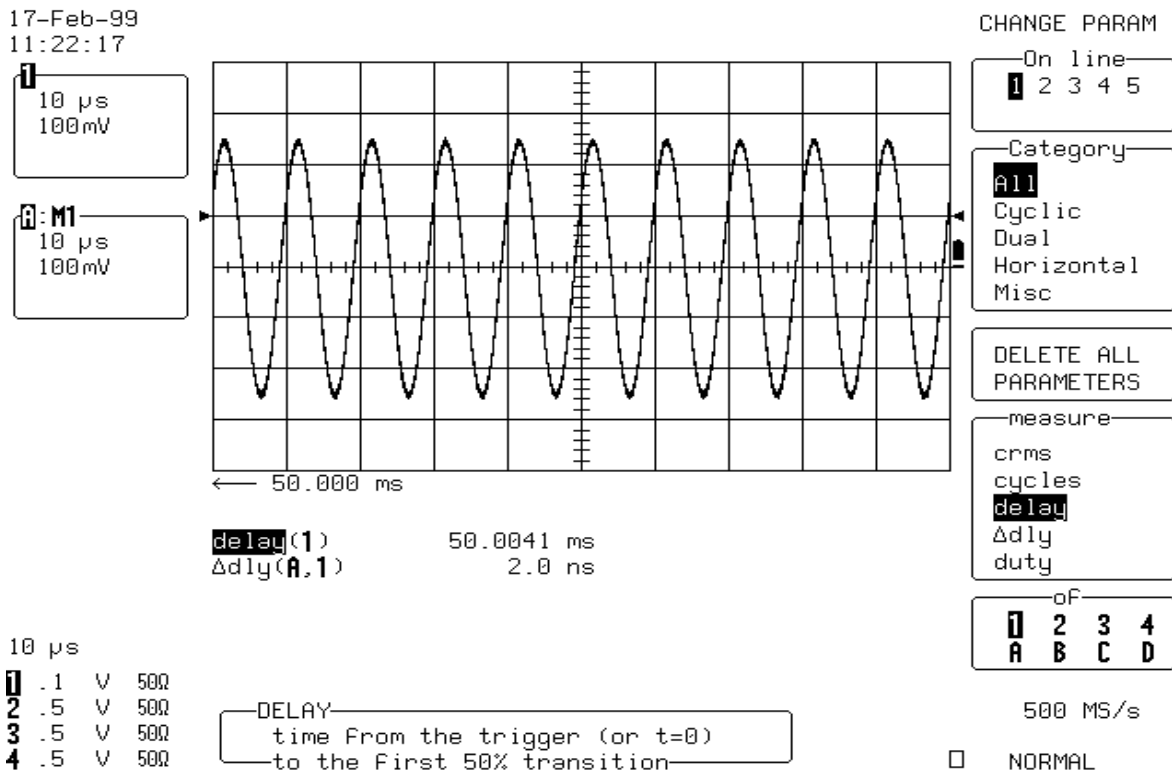 17-Feb-99
11:22:17
1
10 µs
100mV
A:M1
10 µs
100mV
← 50.000 ms
delay(1) 50.0041 ms
Δdly(A,1) 2.0 ns
10 µs
1 .1 V 50Ω
2 .5 V 50Ω
3 .5 V 50Ω
4 .5 V 50Ω
DELAY
time from the trigger (or t=0)
to the first 50% transition
CHANGE PARAM
On line
1 2 3 4 5
Category
All
Cyclic
Dual
Horizontal
Misc
DELETE ALL
PARAMETERS
measure
crms
cycles
delay
Δdly
duty
of
1 2 3 4
A B C D
500 MS/s
NORMAL